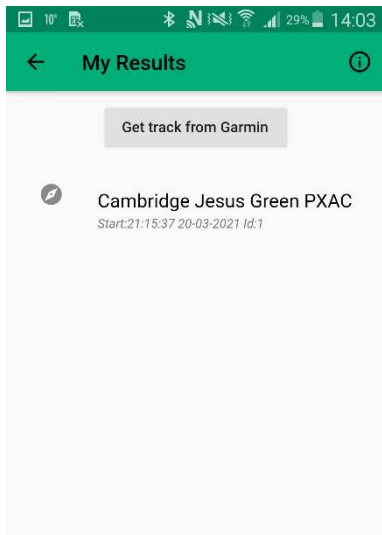 10° 29% 14:03
My Results
Get track from Garmin
Cambridge Jesus Green PXAC
Start:21:15:37 20-03-2021 Id:1